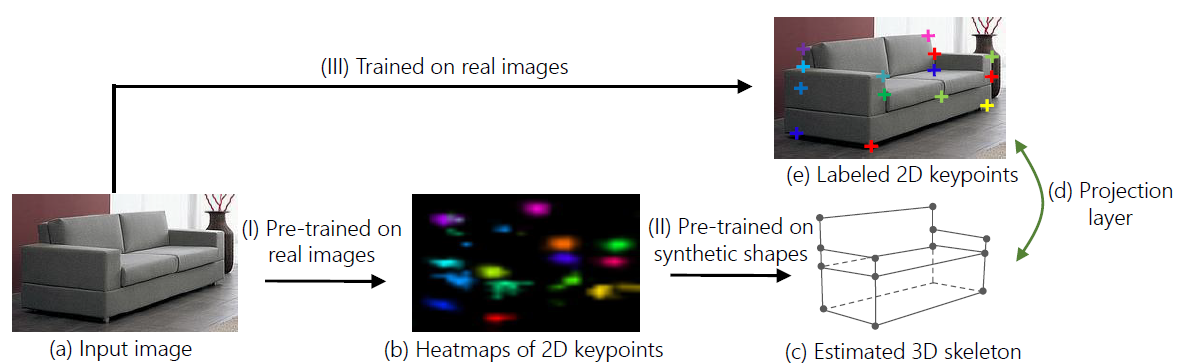 (III) Trained on real images
(e) Labeled 2D keypoints
(d) Projection
layer
(I) Pre-trained on
real images
(II) Pre-trained on
synthetic shapes
(a) Input image
(b) Heatmaps of 2D keypoints
(c) Estimated 3D skeleton